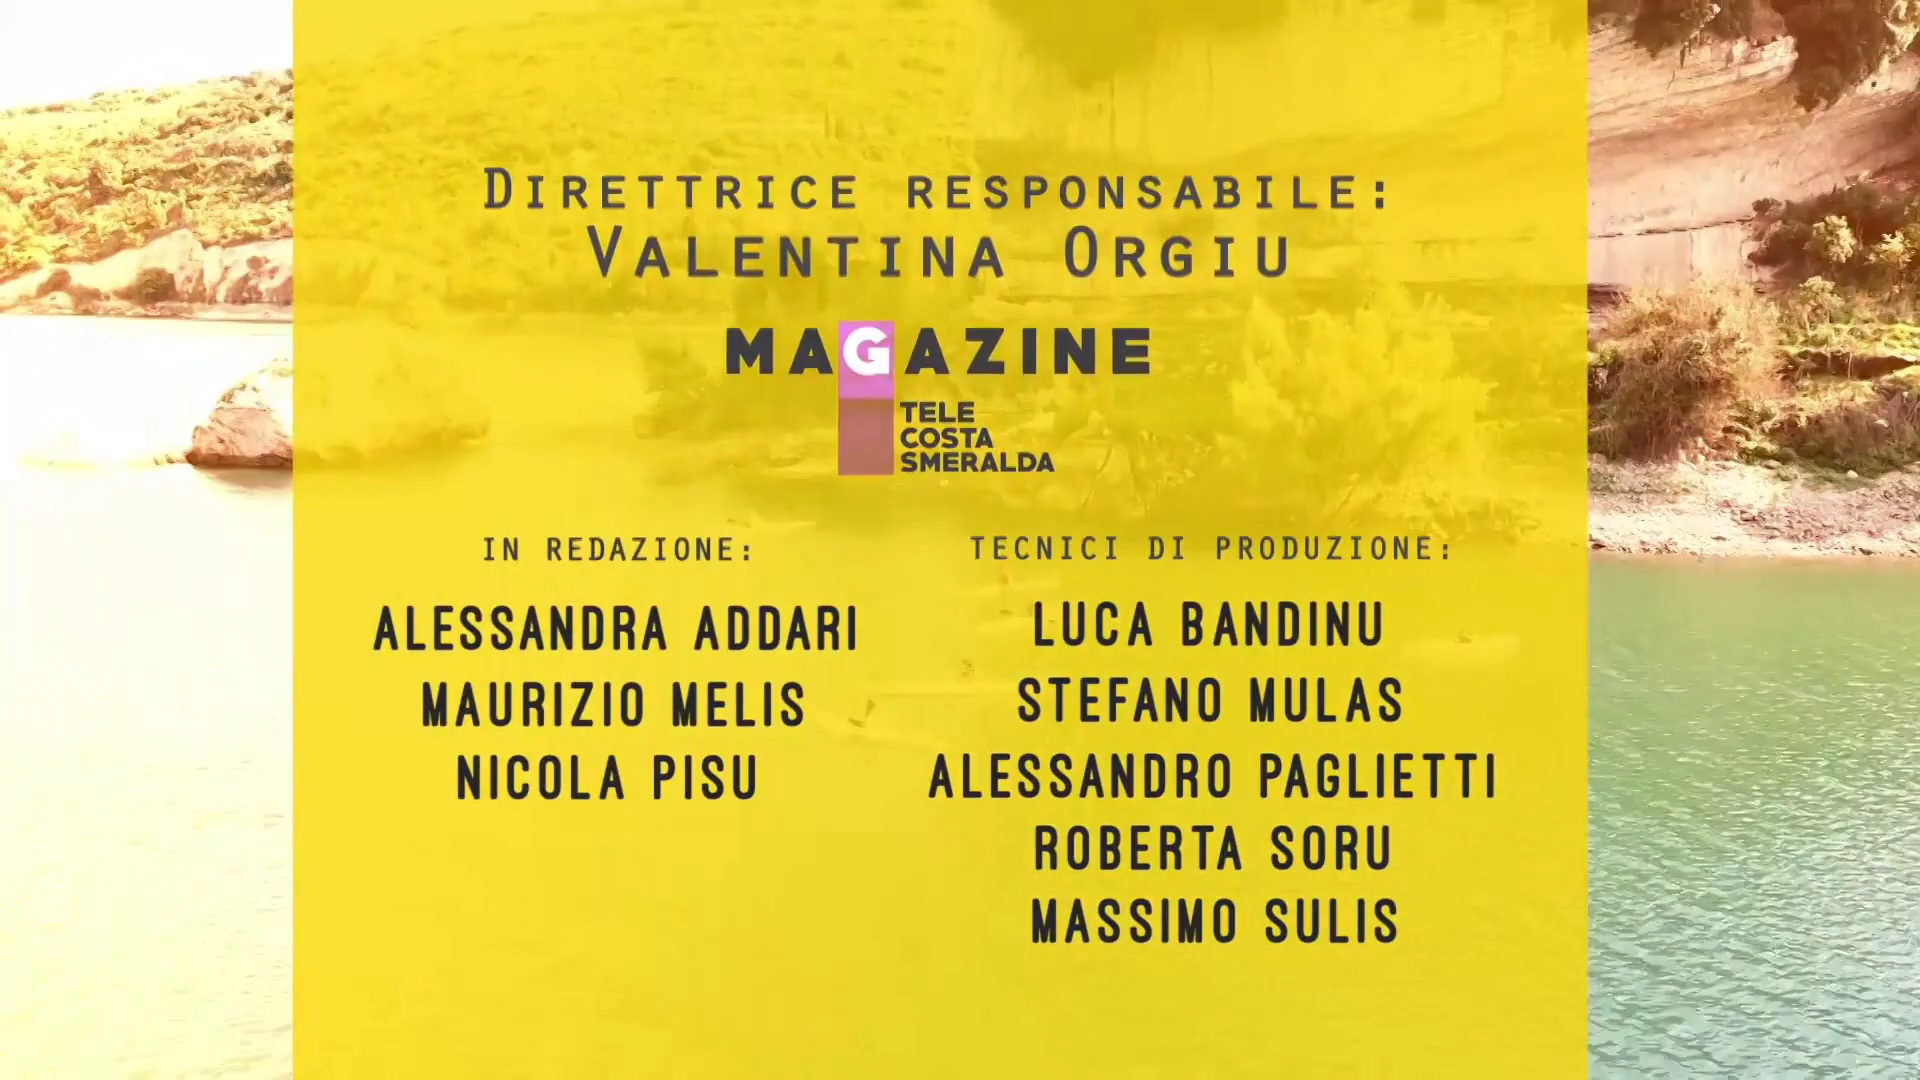 DIRETTRICE RESPONSABILE:
VALENTINA ORGIU
MAGAZINE
TELE
COSTA
SMERALDA
IN REDAZIONE:
ALESSANDRA ADDARI
MAURIZIO MELIS
NICOLA PISU
TECNICI DI PRODUZIONE:
LUCA BANDINU
STEFANO MULAS
ALESSANDRO PAGLIETTI
ROBERTA SORU
MASSIMO SULIS